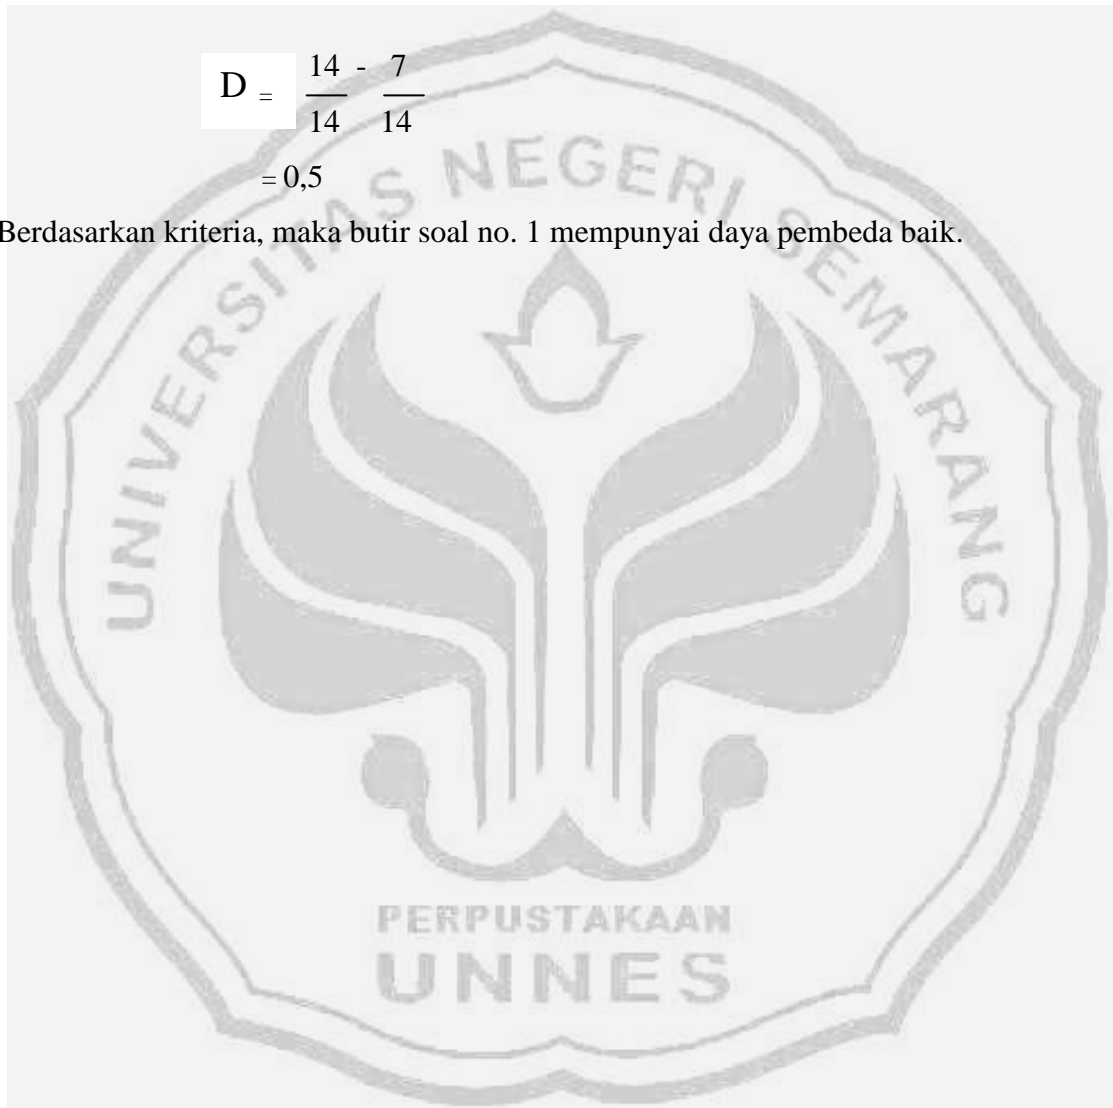 D = 14/14 - 7/14
= 0,5
Berdasarkan kriteria, maka butir soal no. 1 mempunyai daya pembeda baik.
UNIVERSITAS NEGERI SEMARANG
PERPUSTAKAAN
UNNES